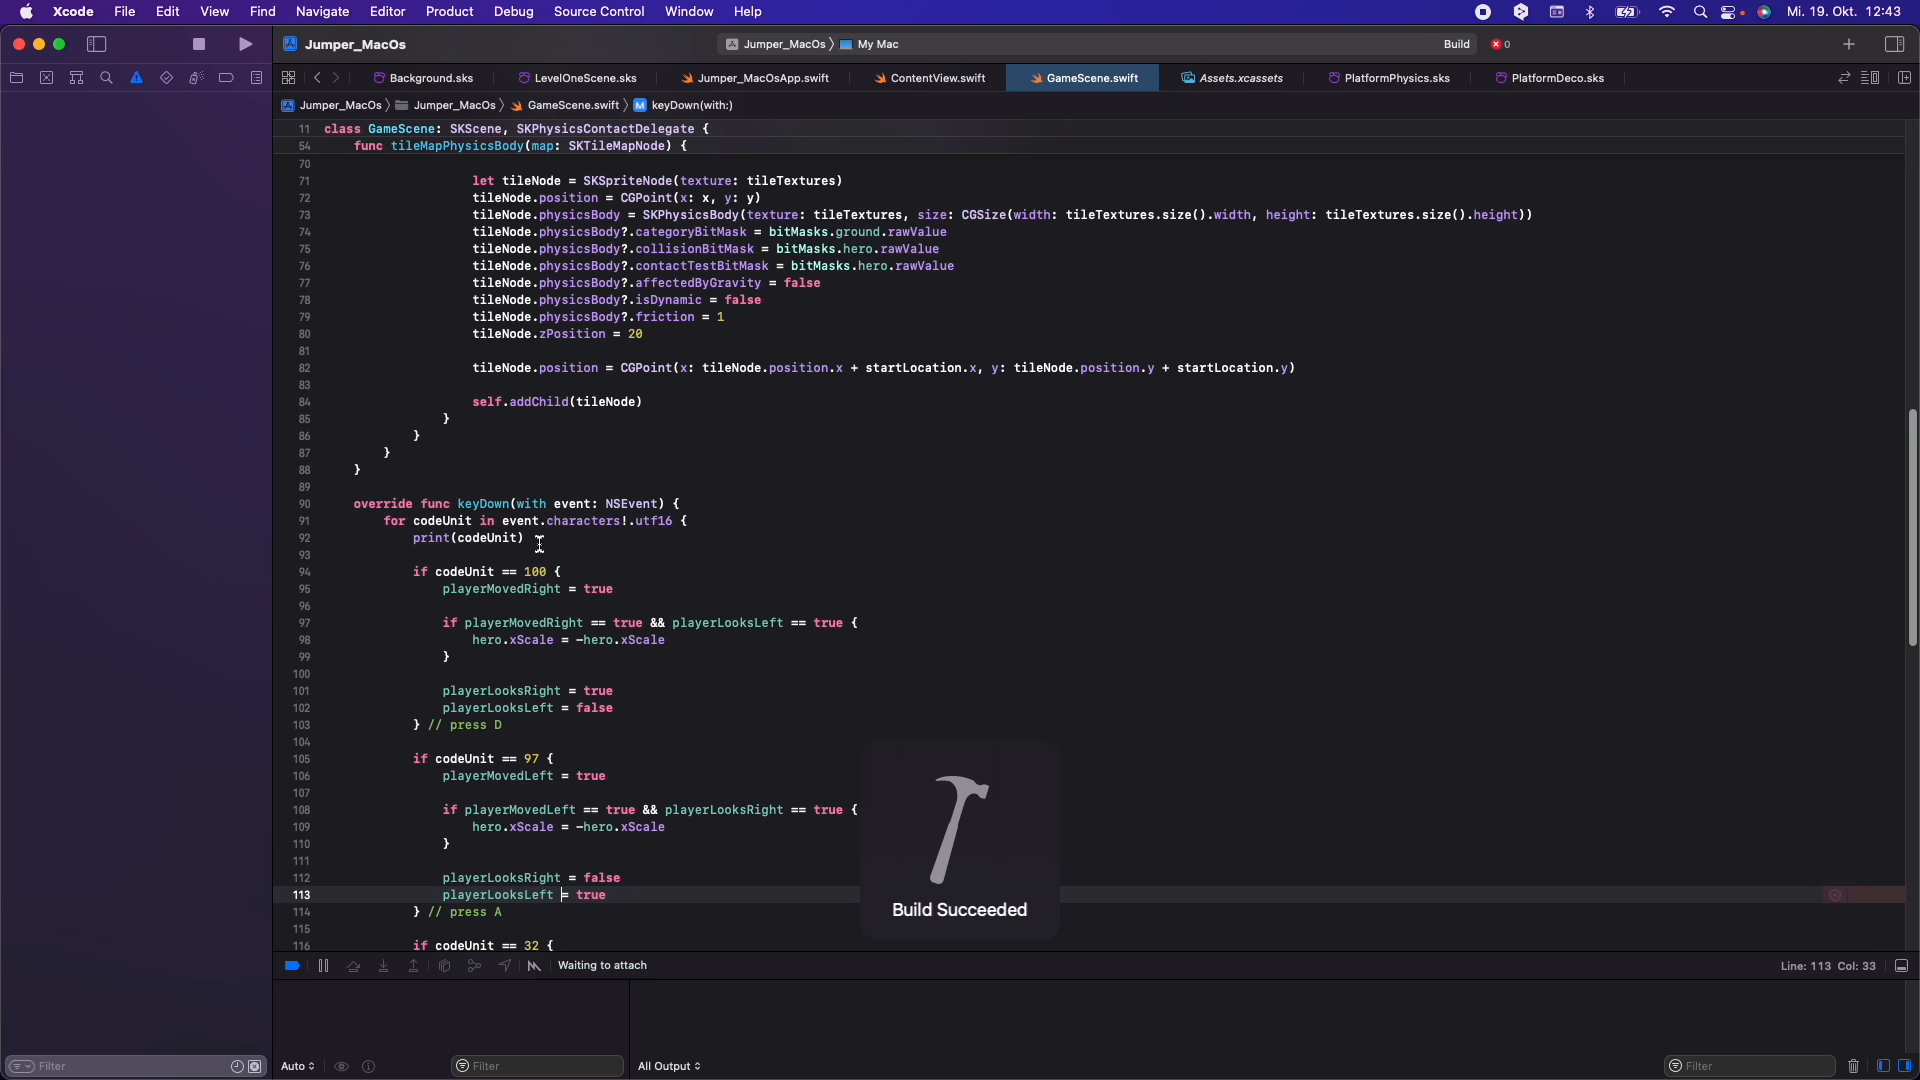 Xcode File Edit View Find Navigate Editor Product Debug Source Control Window Help Mi. 19. Okt. 12:43
Jumper_MacOs Jumper_MacOs 〉 My Mac Build 0
Background.sks LevelOneScene.sks Jumper_MacOsApp.swift ContentView.swift GameScene.swift Assets.xcassets PlatformPhysics.sks PlatformDeco.sks
Jumper_MacOs 〉 Jumper_MacOs 〉 GameScene.swift 〉 M keyDown(with:)
11 class GameScene: SKScene, SKPhysicsContactDelegate {
54 func tileMapPhysicsBody(map: SKTileMapNode) {
70
71 let tileNode = SKSpriteNode(texture: tileTextures)
72 tileNode.position = CGPoint(x: x, y: y)
73 tileNode.physicsBody = SKPhysicsBody(texture: tileTextures, size: CGSize(width: tileTextures.size().width, height: tileTextures.size().height))
74 tileNode.physicsBody?.categoryBitMask = bitMasks.ground.rawValue
75 tileNode.physicsBody?.collisionBitMask = bitMasks.hero.rawValue
76 tileNode.physicsBody?.contactTestBitMask = bitMasks.hero.rawValue
77 tileNode.physicsBody?.affectedByGravity = false
78 tileNode.physicsBody?.isDynamic = false
79 tileNode.physicsBody?.friction = 1
80 tileNode.zPosition = 20
81
82 tileNode.position = CGPoint(x: tileNode.position.x + startLocation.x, y: tileNode.position.y + startLocation.y)
83
84 self.addChild(tileNode)
85 }
86 }
87 }
88 }
89
90 override func keyDown(with event: NSEvent) {
91 for codeUnit in event.characters!.utf16 {
92 print(codeUnit)
93
94 if codeUnit == 100 {
95 playerMovedRight = true
96
97 if playerMovedRight == true && playerLooksLeft == true {
98 hero.xScale = -hero.xScale
99 }
100
101 playerLooksRight = true
102 playerLooksLeft = false
103 } // press D
104
105 if codeUnit == 97 {
106 playerMovedLeft = true
107
108 if playerMovedLeft == true && playerLooksRight == true {
109 hero.xScale = -hero.xScale
110 }
111
112 playerLooksRight = false
113 playerLooksLeft = true
114 } // press A
115
116 if codeUnit == 32 {
Build Succeeded
Waiting to attach Line: 113 Col: 33
Filter Auto Filter All Output Filter